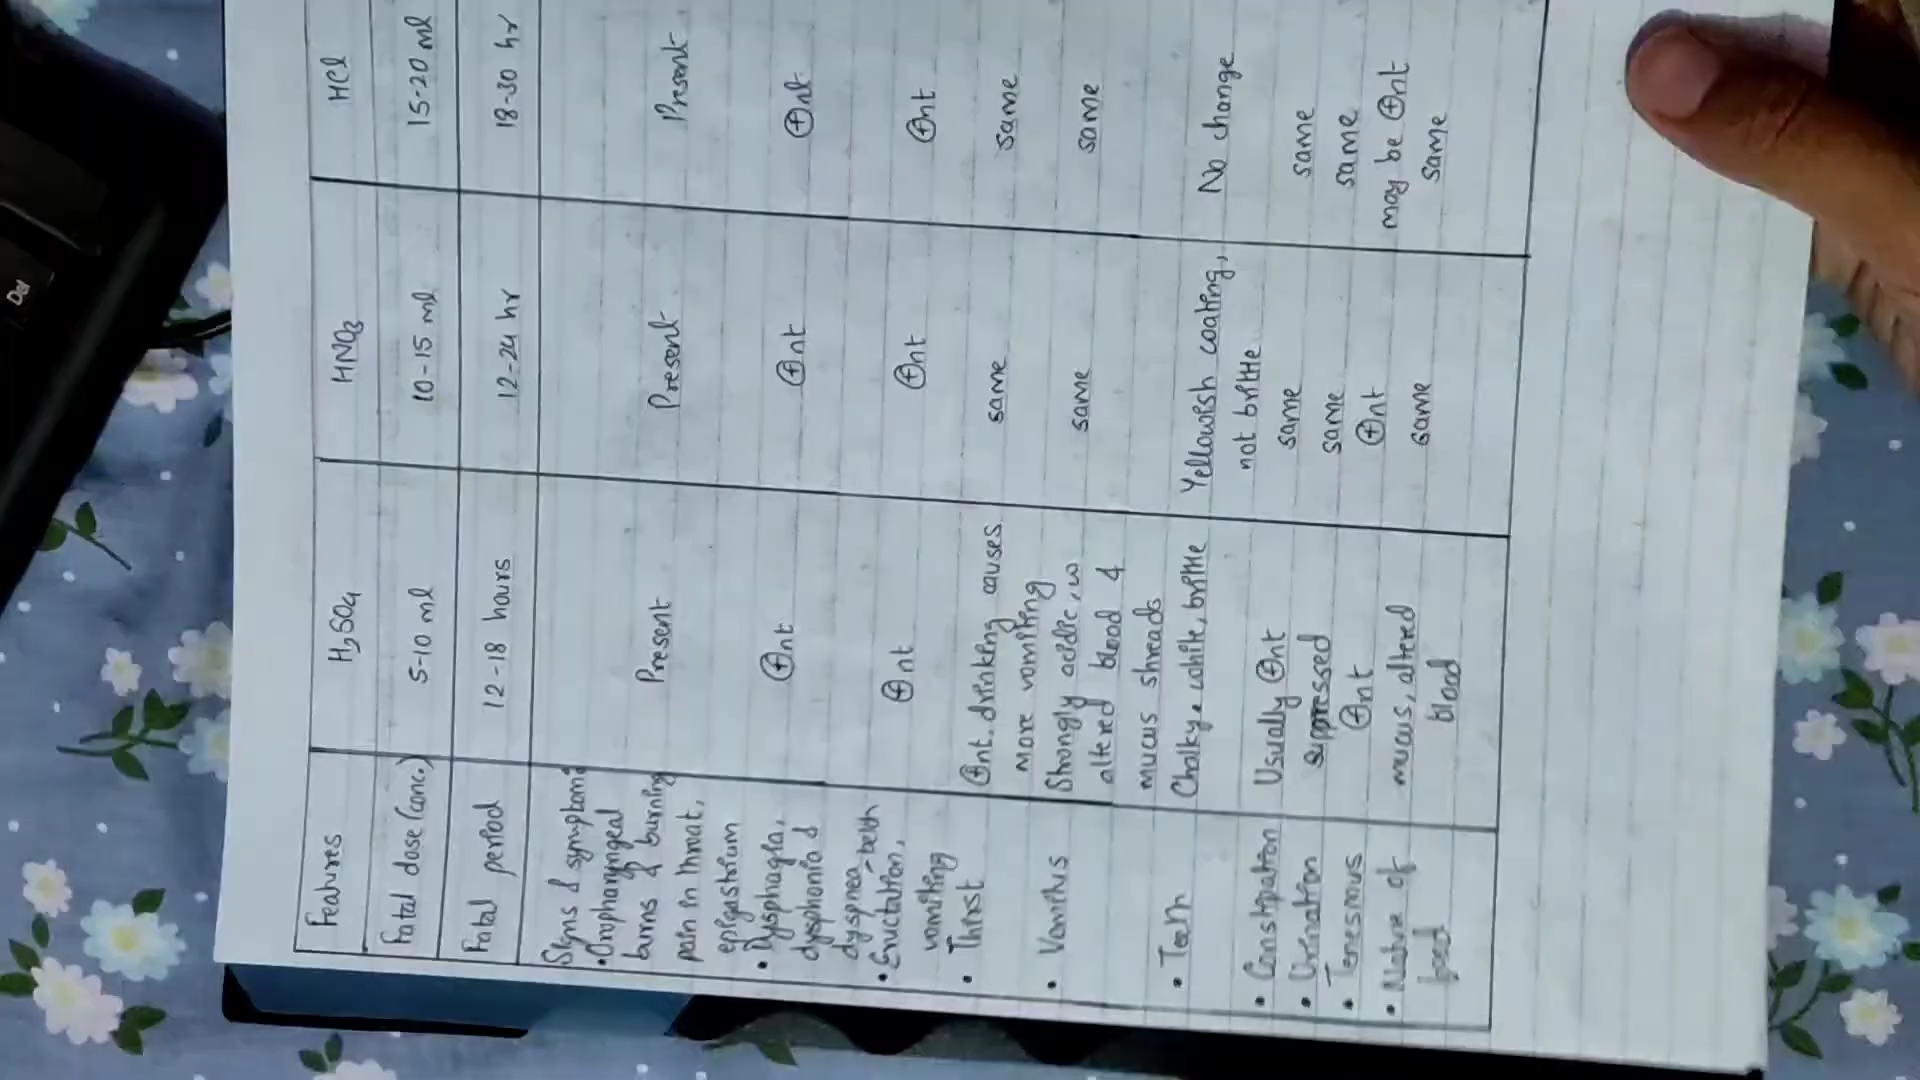 Features H2SO4 HNO3 HCl
Fatal dose (conc.) 5-10 ml 10-15 ml 15-20 ml
Fatal period 12-18 hours 12-24 hr 18-30 hr
Signs & symptoms
• Oropharyngeal Present Present Present
burns & burning
pain in throat,
epigastrium
• Dysphagia, ⊕nt ⊕nt ⊕nt
dysphonia &
dyspnea
• Eructation, -belch ⊕nt ⊕nt ⊕nt
vomiting
• Thirst ⊕nt. drinking causes same same
more vomiting
• Vomitus Strongly acidic, w same same
altered blood &
mucus shreds
• Teeth Chalky, white, brittle Yellowish coating, No change
not brittle
• Constipation Usually ⊕nt same same
• Urination suppressed same same
• Tenesmus ⊕nt ⊕nt may be ⊕nt
• Nature of mucus, altered same same
blood
Del